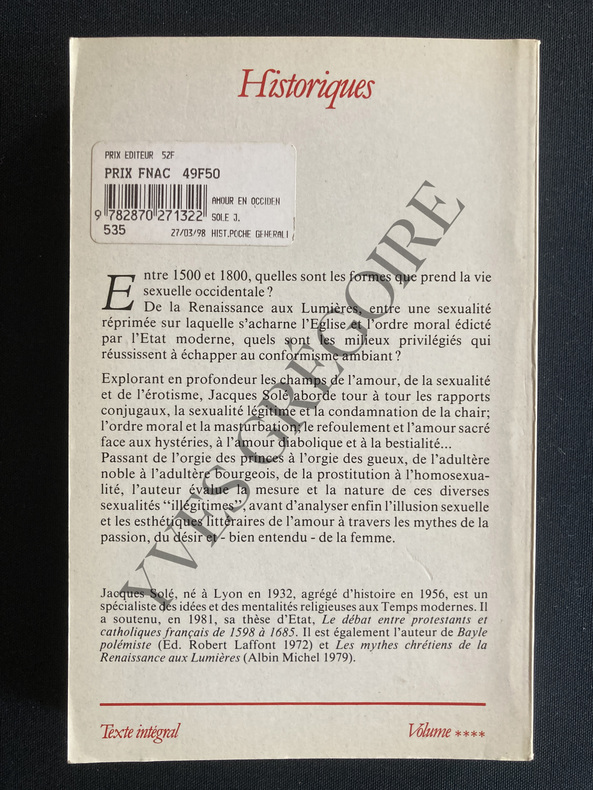 Historiques
PRIX EDITEUR 52F
PRIX FNAC 49F50
AMOUR EN OCCIDEN
9 782870 271322 SOLE J.
535 27/03/98 HIST.POCHE GENERALI
Entre 1500 et 1800, quelles sont les formes que prend la vie
sexuelle occidentale ?
De la Renaissance aux Lumières, entre une sexualité
réprimée sur laquelle s'acharne l'Eglise et l'ordre moral édicté
par l'Etat moderne, quels sont les milieux privilégiés qui
réussissent à échapper au conformisme ambiant ?
Explorant en profondeur les champs de l'amour, de la sexualité
et de l'érotisme, Jacques Solé aborde tour à tour les rapports
conjugaux, la sexualité légitime et la condamnation de la chair;
l'ordre moral et la masturbation; le refoulement et l'amour sacré
face aux hystéries, à l'amour diabolique et à la bestialité...
Passant de l'orgie des princes à l'orgie des gueux, de l'adultère
noble à l'adultère bourgeois, de la prostitution à l'homosexua-
lité, l'auteur évalue la mesure et la nature de ces diverses
sexualités "illégitimes", avant d'analyser enfin l'illusion sexuelle
et les esthétiques littéraires de l'amour à travers les mythes de la
passion, du désir et - bien entendu - de la femme.
Jacques Solé, né à Lyon en 1932, agrégé d'histoire en 1956, est un
spécialiste des idées et des mentalités religieuses aux Temps modernes. Il
a soutenu, en 1981, sa thèse d'Etat, Le débat entre protestants et
catholiques français de 1598 à 1685. Il est également l'auteur de Bayle
polémiste (Ed. Robert Laffont 1972) et Les mythes chrétiens de la
Renaissance aux Lumières (Albin Michel 1979).
Texte intégral
Volume ****
YVES GRÉGOIRE